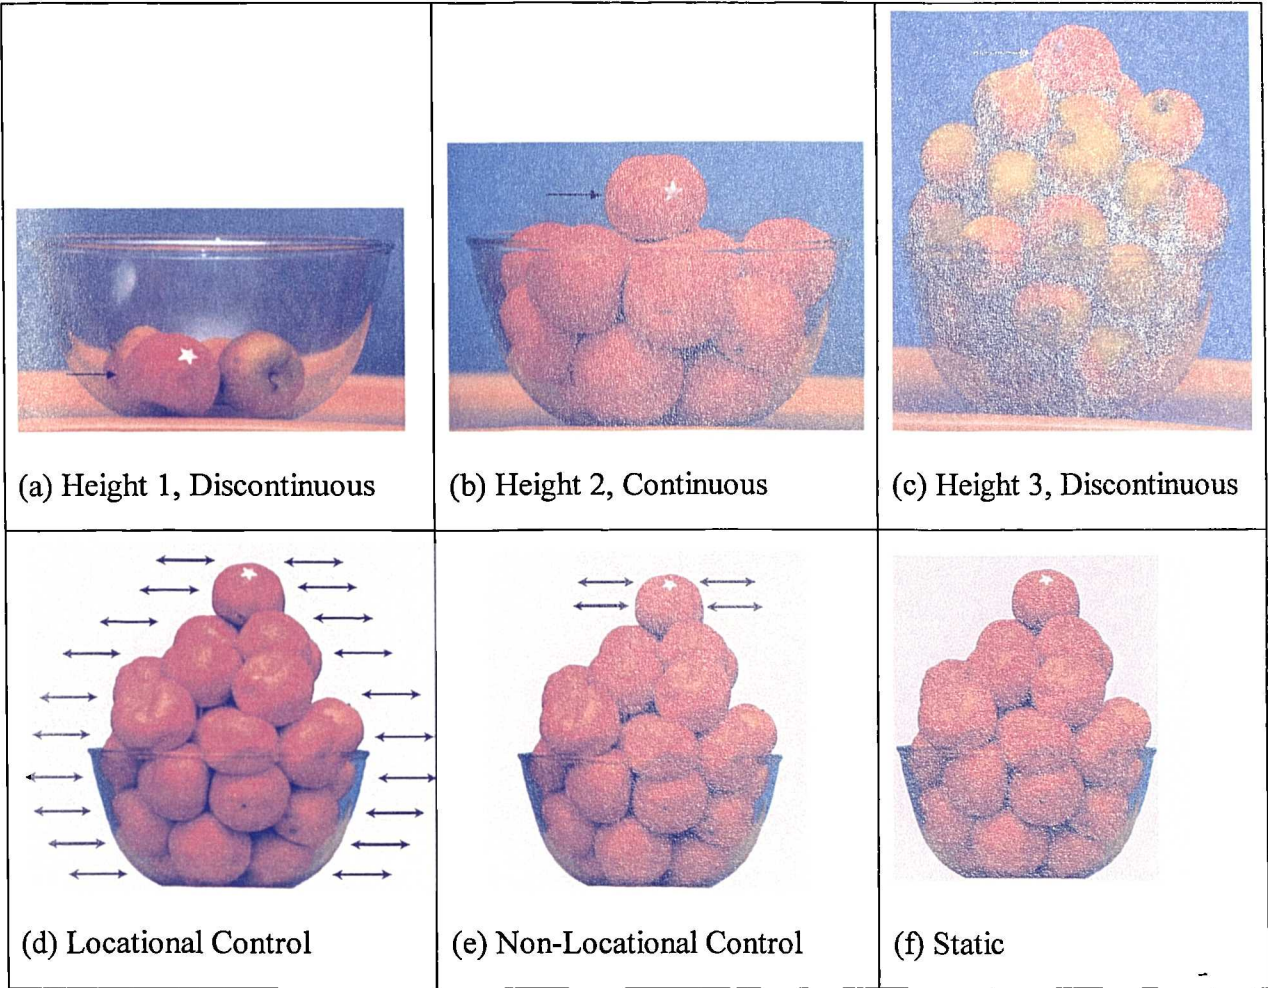 (a) Height 1, Discontinuous
(b) Height 2, Continuous
(c) Height 3, Discontinuous
(d) Locational Control
(e) Non-Locational Control
(f) Static